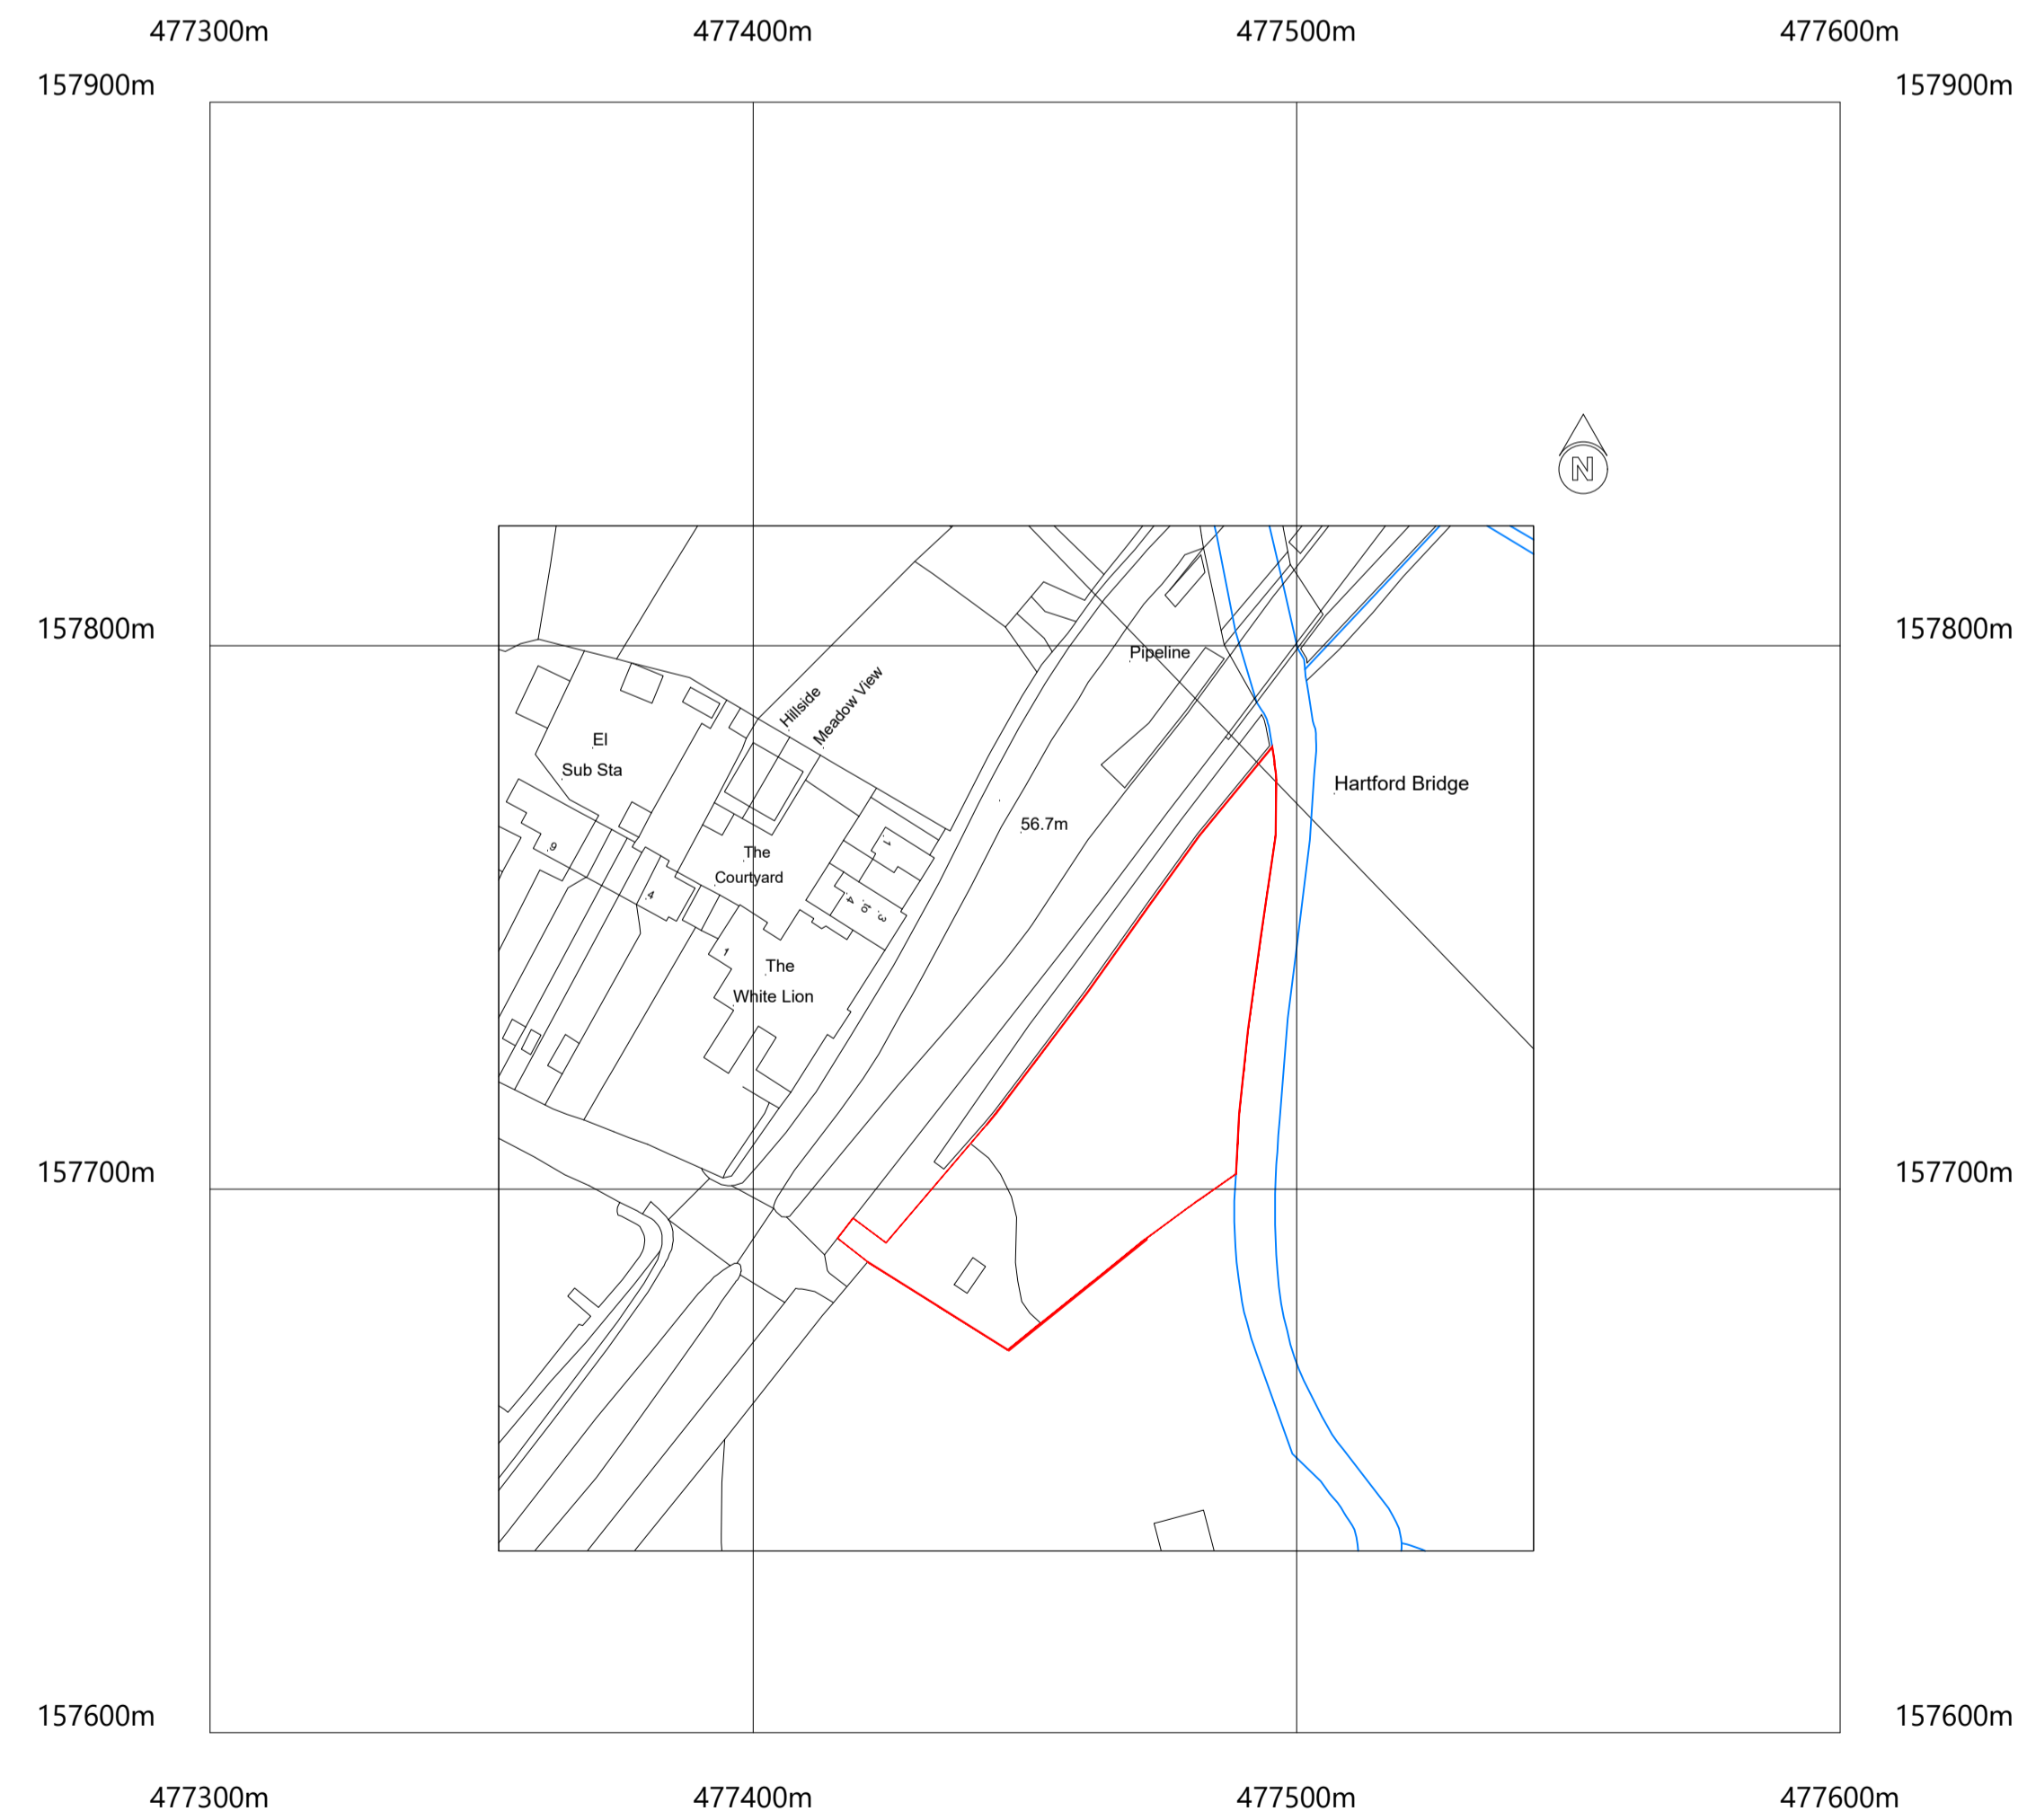 477300m 477400m 477500m 477600m
157900m 157900m
N
157800m 157800m
Pipeline
Hillside
Meadow View
El
Sub Sta
Hartford Bridge
56.7m
1
9
The
Courtyard
4
4 to 3
1
The
White Lion
157700m 157700m
157600m 157600m
477300m 477400m 477500m 477600m